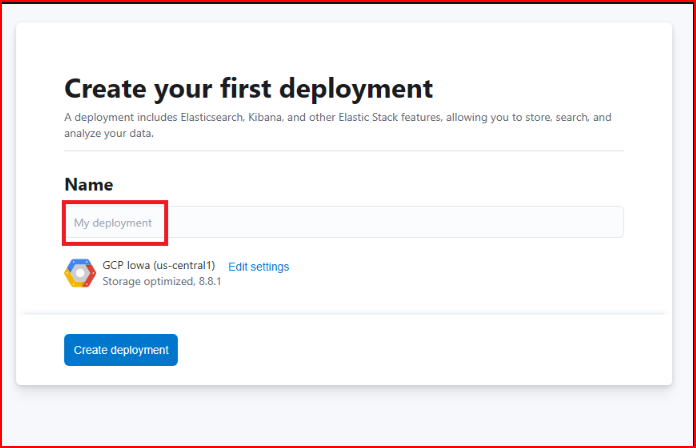 Create your first deployment
A deployment includes Elasticsearch, Kibana, and other Elastic Stack features, allowing you to store, search, and
analyze your data.
Name
My deployment
GCP Iowa (us-central1) Edit settings
Storage optimized, 8.8.1
Create deployment